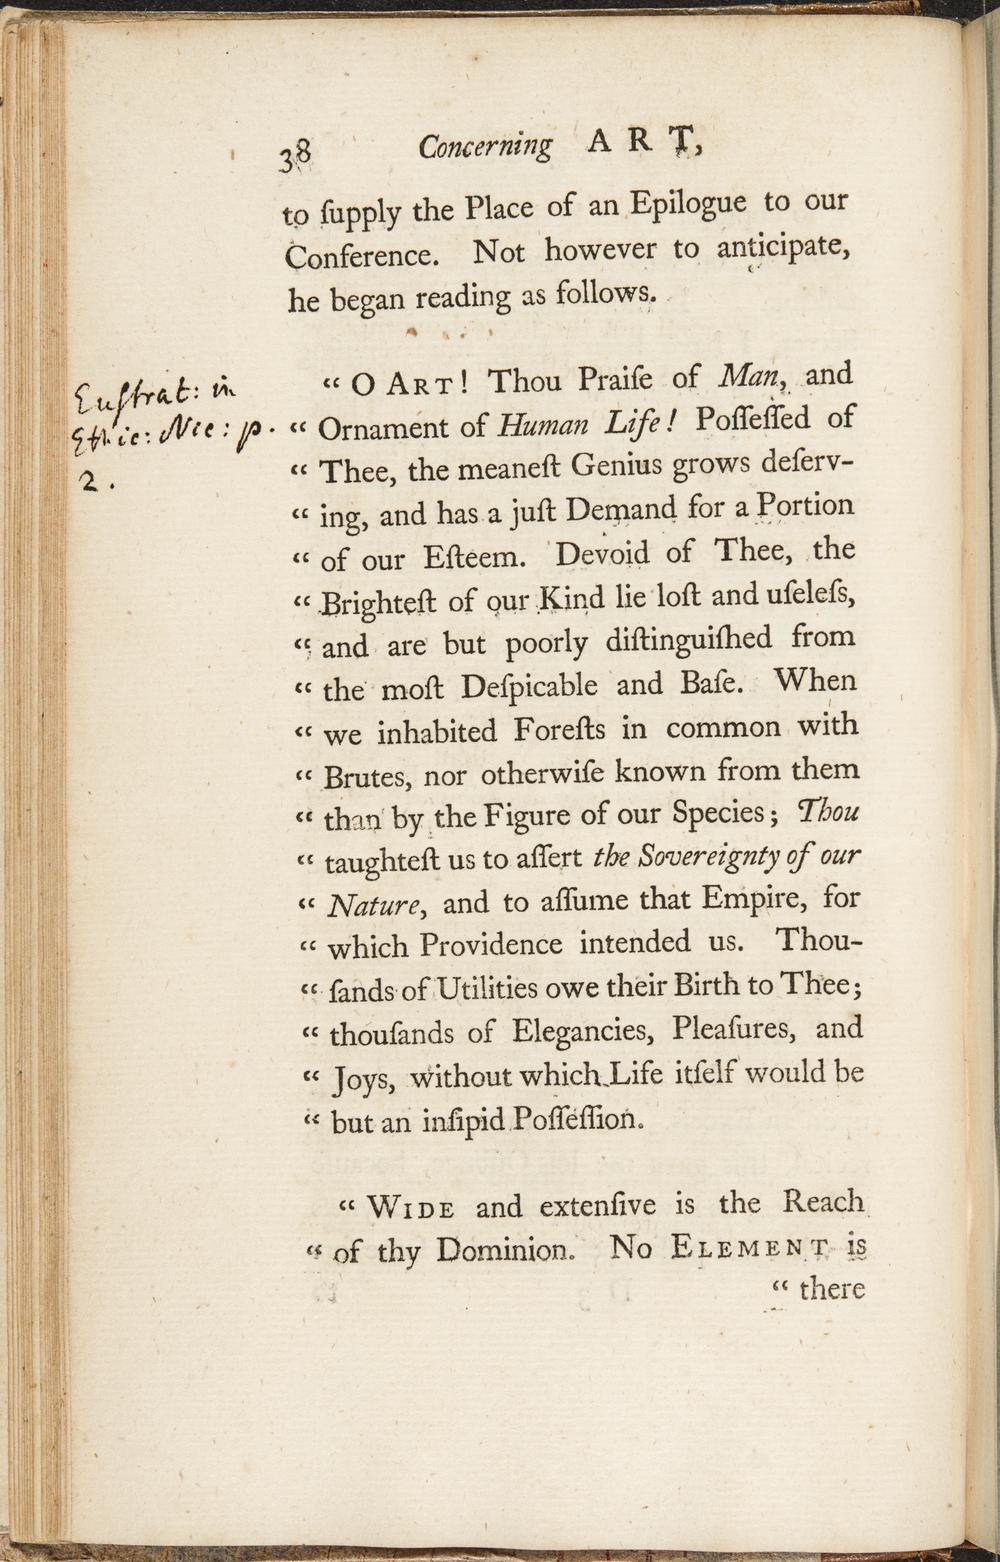 38 Concerning ART,
to ſupply the Place of an Epilogue to our
Conference. Not however to anticipate,
he began reading as follows.
Euſtrat: in
Ethic: Nic: p.
2.
“ O ART! Thou Praiſe of Man, and
“ Ornament of Human Life! Poſſeſſed of
“ Thee, the meaneſt Genius grows deſerv-
“ ing, and has a juſt Demand for a Portion
“ of our Eſteem. Devoid of Thee, the
“ Brighteſt of our Kind lie loſt and uſeleſs,
“ and are but poorly diſtinguiſhed from
“ the moſt Deſpicable and Baſe. When
“ we inhabited Foreſts in common with
“ Brutes, nor otherwiſe known from them
“ than by the Figure of our Species; Thou
“ taughteſt us to aſſert the Sovereignty of our
“ Nature, and to aſſume that Empire, for
“ which Providence intended us. Thou-
“ ſands of Utilities owe their Birth to Thee;
“ thouſands of Elegancies, Pleaſures, and
“ Joys, without which Life itſelf would be
“ but an inſipid Poſſeſſion.
“ WIDE and extenſive is the Reach
“ of thy Dominion. No ELEMENT is
“ there